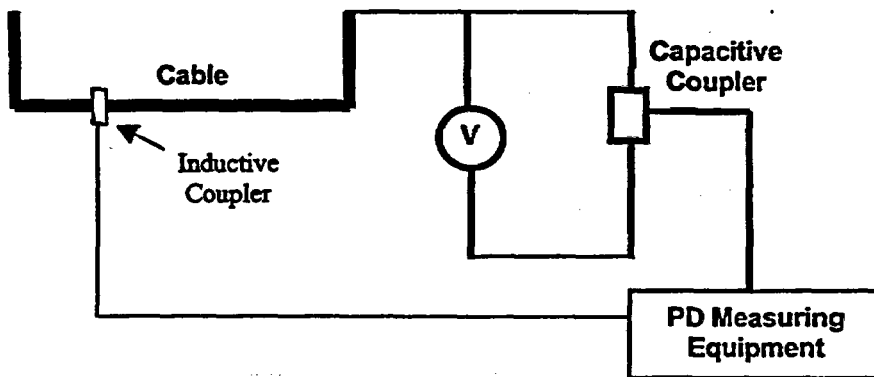 Cable
Capacitive
Coupler
V
Inductive
Coupler
PD Measuring
Equipment